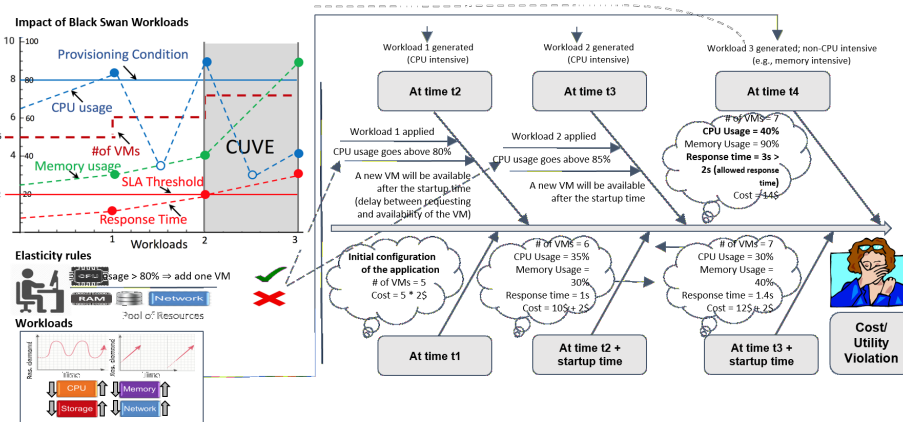 Impact of Black Swan Workloads
10
100
Provisioning Condition
80
CPU usage
60
#of VMs
40
Memory usage
CUVE
SLA Threshold
20
Response Time
1
2
3
Workloads
Elasticity rules
CPU
usage > 80% ⇒ add one VM
RAM
Network
Pool of Resources
Workloads
Res. demand
Time
Res. demand
Time
CPU
Memory
Storage
Network
Workload 1 generated
(CPU intensive)
Workload 2 generated
(CPU intensive)
Workload 3 generated; non-CPU intensive
(e.g., memory intensive)
At time t2
At time t3
At time t4
Workload 1 applied
CPU usage goes above 80%
A new VM will be available
after the startup time
(delay between requesting
and availability of the VM)
Workload 2 applied
CPU usage goes above 85%
A new VM will be available
after the startup time
# of VMs = 7
CPU Usage = 40%
Memory Usage = 90%
Response time = 3s >
2s (allowed response
time)
Cost = 14$
Initial configuration
of the application
# of VMs = 5
Cost = 5 * 2$
# of VMs = 6
CPU Usage = 35%
Memory Usage =
30%
Response time = 1s
Cost = 10$ + 2$
# of VMs = 7
CPU Usage = 30%
Memory Usage =
40%
Response time = 1.4s
Cost = 12$ + 2$
At time t1
At time t2 +
startup time
At time t3 +
startup time
Cost/
Utility
Violation